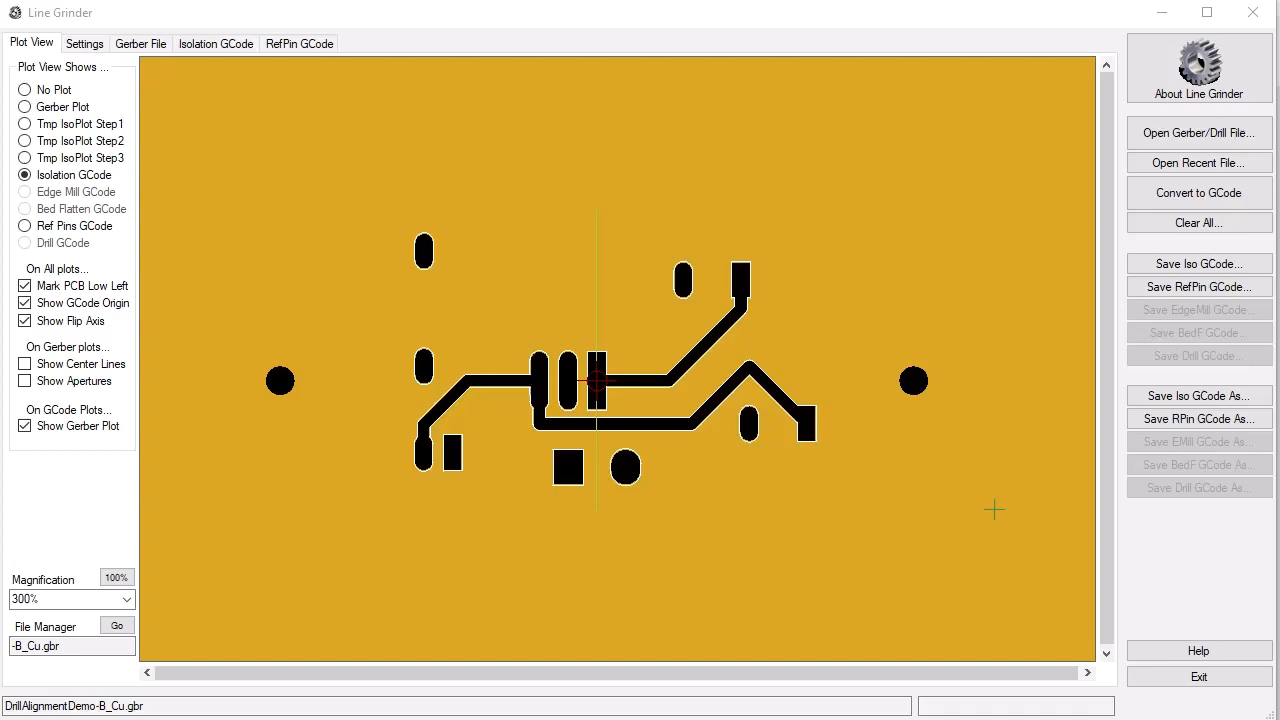 Line Grinder
Plot View
Settings
Gerber File
Isolation GCode
RefPin GCode
Plot View Shows ...
No Plot
Gerber Plot
Tmp IsoPlot Step1
Tmp IsoPlot Step2
Tmp IsoPlot Step3
Isolation GCode
Edge Mill GCode
Bed Flatten GCode
Ref Pins GCode
Drill GCode
On All plots...
Mark PCB Low Left
Show GCode Origin
Show Flip Axis
On Gerber plots...
Show Center Lines
Show Apertures
On GCode Plots...
Show Gerber Plot
Magnification
100%
300%
File Manager
Go
-B_Cu.gbr
About Line Grinder
Open Gerber/Drill File...
Open Recent File...
Convert to GCode
Clear All...
Save Iso GCode...
Save RefPin GCode...
Save EdgeMill GCode...
Save BedF GCode...
Save Drill GCode...
Save Iso GCode As...
Save RPin GCode As...
Save EMill GCode As...
Save BedF GCode As...
Save Drill GCode As...
Help
Exit
DrillAlignmentDemo-B_Cu.gbr